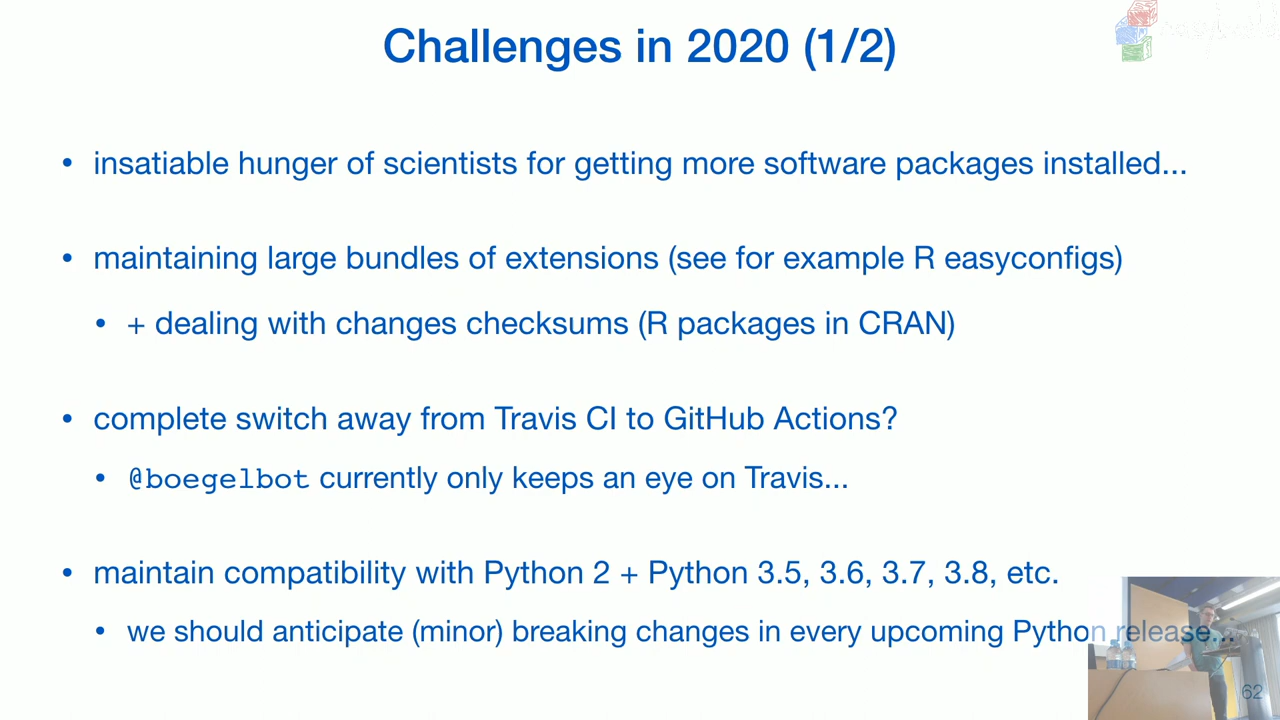 Challenges in 2020 (1/2)
• insatiable hunger of scientists for getting more software packages installed...
• maintaining large bundles of extensions (see for example R easyconfigs)
• + dealing with changes checksums (R packages in CRAN)
• complete switch away from Travis CI to GitHub Actions?
• @boegelbot currently only keeps an eye on Travis...
• maintain compatibility with Python 2 + Python 3.5, 3.6, 3.7, 3.8, etc.
• we should anticipate (minor) breaking changes in every upcoming Python release...
62